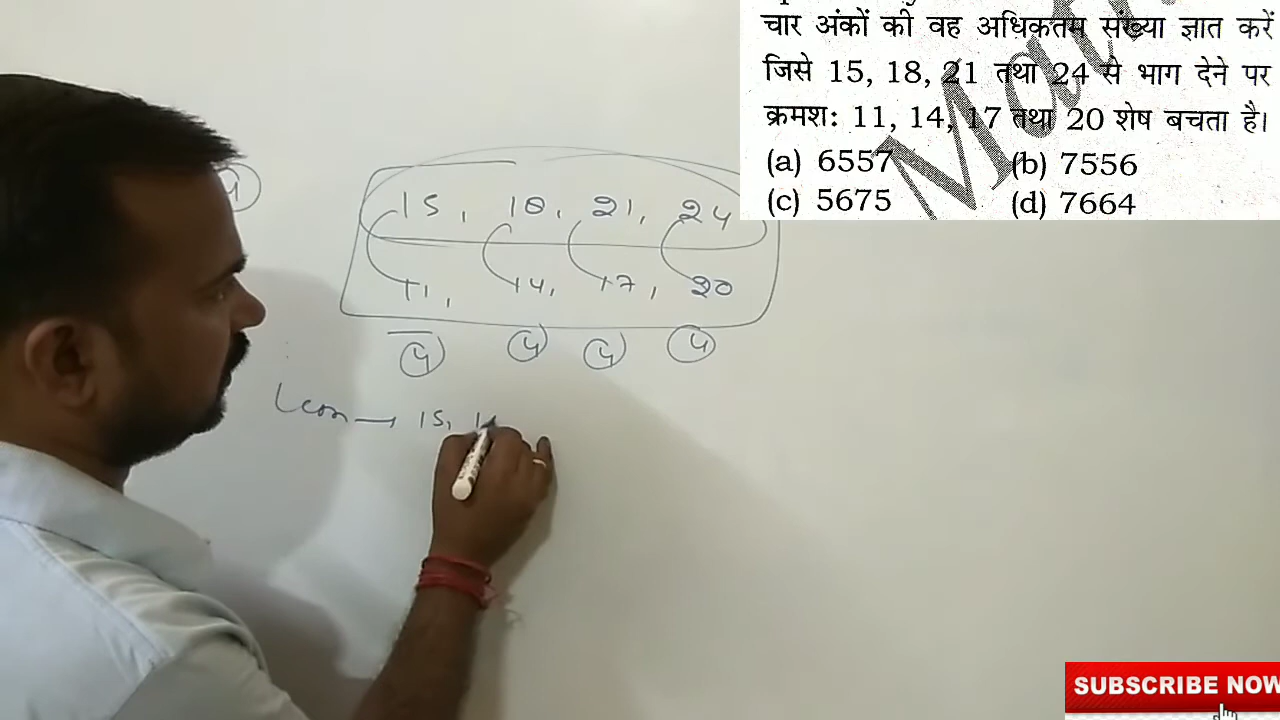 चार अंकों की वह अधिकतम संख्या ज्ञात करें
जिसे 15, 18, 21 तथा 24 से भाग देने पर
क्रमशः 11, 14, 17 तथा 20 शेष बचता है।
(a) 6557 (b) 7556
(c) 5675 (d) 7664
15, 18, 21, 24
11, 14, 17, 20
4 4 4 4
Lcm → 15, 1
SUBSCRIBE NOW